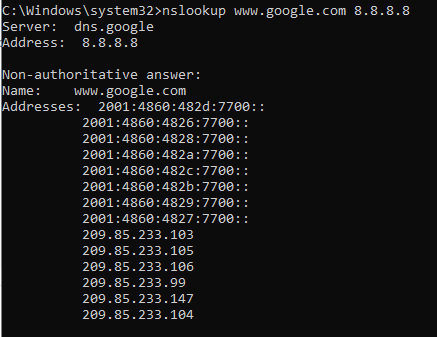 C:\Windows\system32>nslookup www.google.com 8.8.8.8
Server:  dns.google
Address:  8.8.8.8

Non-authoritative answer:
Name:    www.google.com
Addresses:  2001:4860:482d:7700::
          2001:4860:4826:7700::
          2001:4860:4828:7700::
          2001:4860:482a:7700::
          2001:4860:482c:7700::
          2001:4860:482b:7700::
          2001:4860:4829:7700::
          2001:4860:4827:7700::
          209.85.233.103
          209.85.233.105
          209.85.233.106
          209.85.233.99
          209.85.233.147
          209.85.233.104